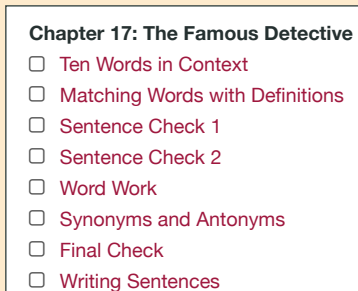 Chapter 17: The Famous Detective
Ten Words in Context
Matching Words with Definitions
Sentence Check 1
Sentence Check 2
Word Work
Synonyms and Antonyms
Final Check
Writing Sentences